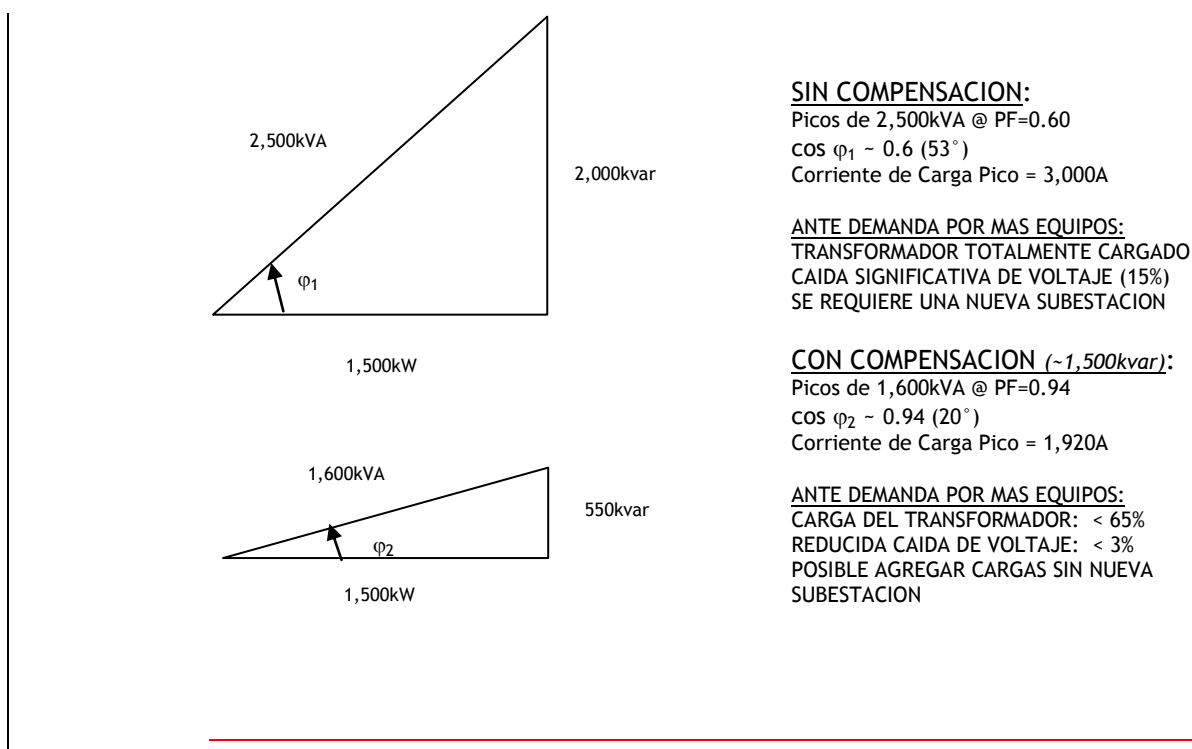 2,500kVA
2,000kvar
φ1
1,500kW
1,600kVA
550kvar
φ2
1,500kW
SIN COMPENSACION:
Picos de 2,500kVA @ PF=0.60
cos φ1 ~ 0.6 (53°)
Corriente de Carga Pico = 3,000A
ANTE DEMANDA POR MAS EQUIPOS:
TRANSFORMADOR TOTALMENTE CARGADO
CAIDA SIGNIFICATIVA DE VOLTAJE (15%)
SE REQUIERE UNA NUEVA SUBESTACION
CON COMPENSACION (~1,500kvar):
Picos de 1,600kVA @ PF=0.94
cos φ2 ~ 0.94 (20°)
Corriente de Carga Pico = 1,920A
ANTE DEMANDA POR MAS EQUIPOS:
CARGA DEL TRANSFORMADOR: < 65%
REDUCIDA CAIDA DE VOLTAJE: < 3%
POSIBLE AGREGAR CARGAS SIN NUEVA
SUBESTACION